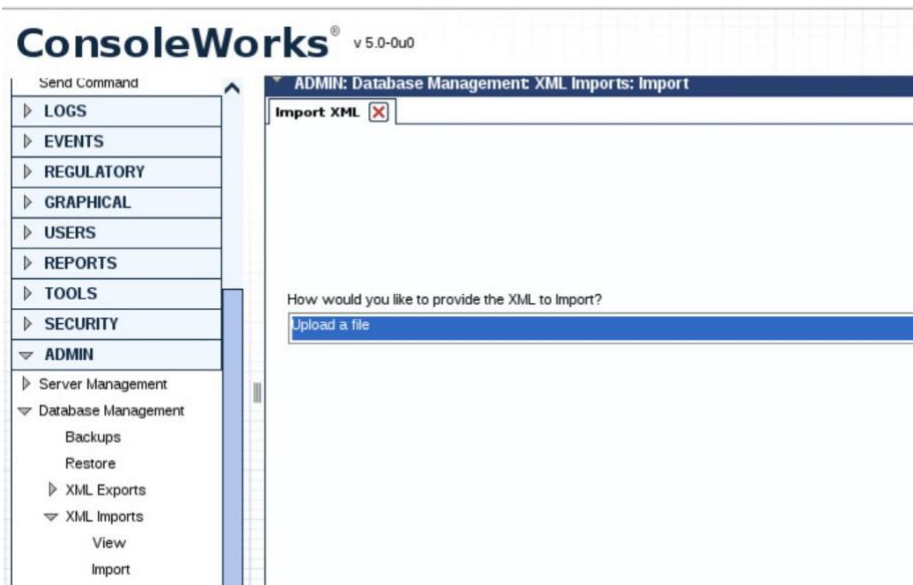 ConsoleWorks® v 5.0-0u0
Send Command
LOGS
EVENTS
REGULATORY
GRAPHICAL
USERS
REPORTS
TOOLS
SECURITY
ADMIN
Server Management
Database Management
Backups
Restore
XML Exports
XML Imports
View
Import
ADMIN: Database Management: XML Imports: Import
Import XML
How would you like to provide the XML to Import?
Upload a file